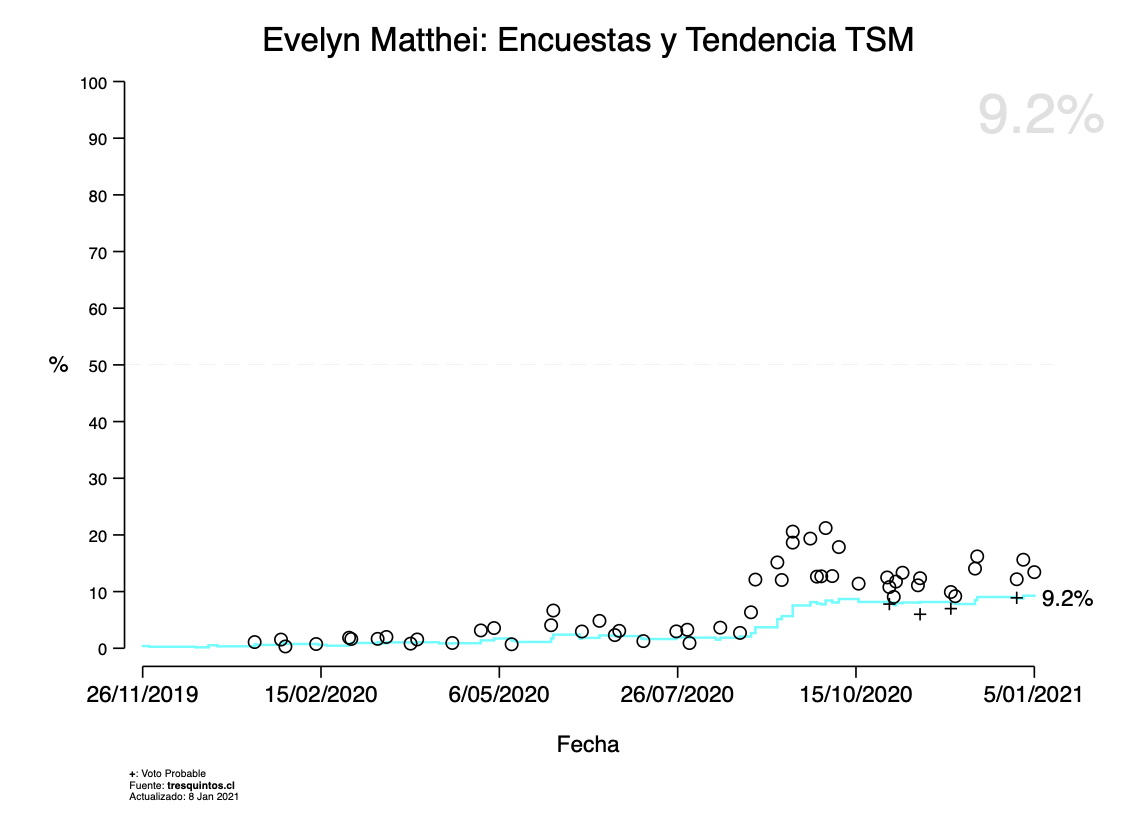 Evelyn Matthei: Encuestas y Tendencia TSM
9.2%
100
90
80
70
60
% 50
40
30
20
10
0
9.2%
26/11/2019 15/02/2020 6/05/2020 26/07/2020 15/10/2020 5/01/2021
Fecha
+: Voto Probable
Fuente: tresquintos.cl
Actualizado: 8 Jan 2021